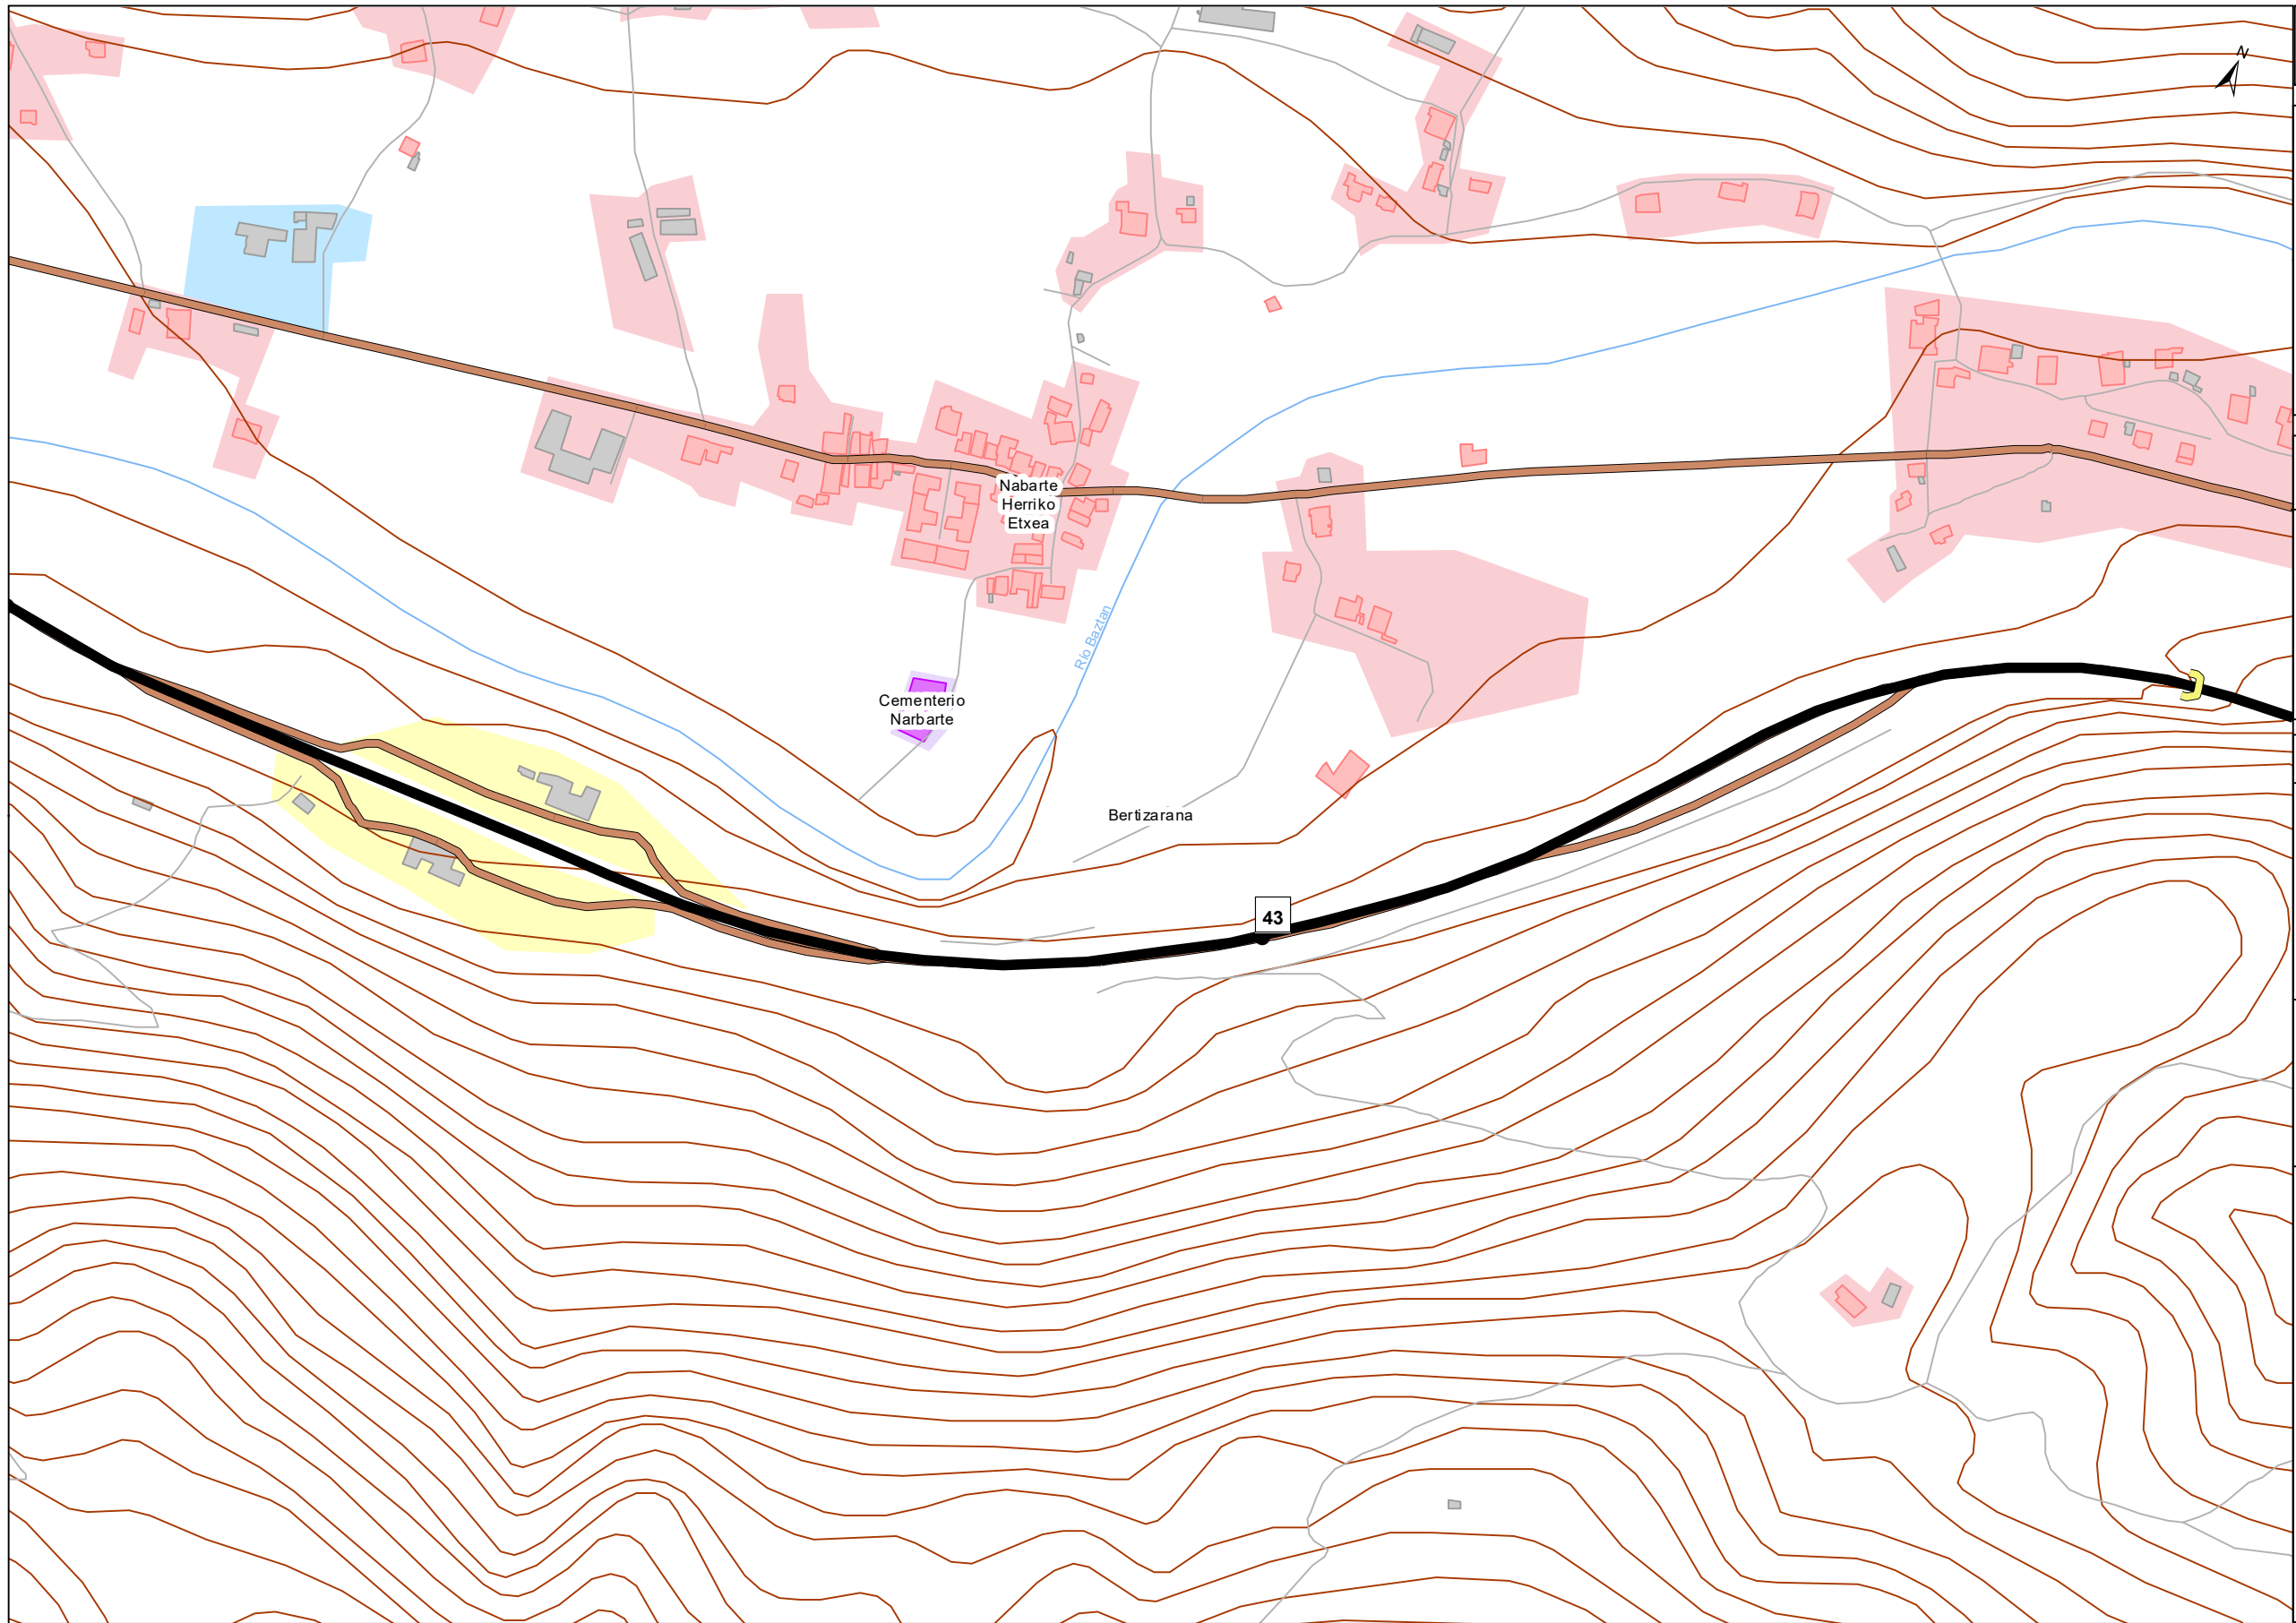 N
Nabarte
Herriko
Etxea
Río Baztan
Cementerio
Narbarte
Bertizarana
43